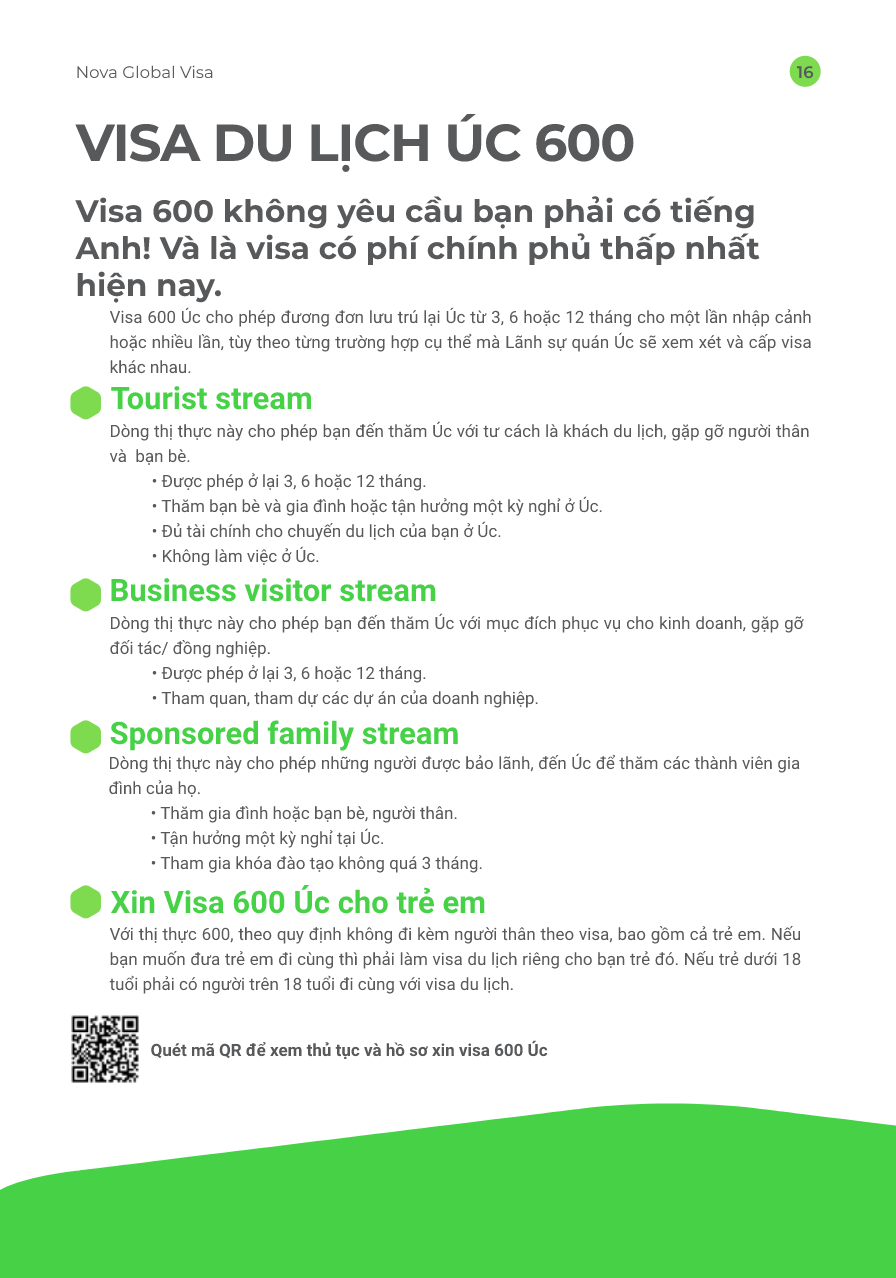 Nova Global Visa
16
VISA DU LỊCH ÚC 600
Visa 600 không yêu cầu bạn phải có tiếng
Anh! Và là visa có phí chính phủ thấp nhất
hiện nay.
Visa 600 Úc cho phép đương đơn lưu trú lại Úc từ 3, 6 hoặc 12 tháng cho một lần nhập cảnh
hoặc nhiều lần, tùy theo từng trường hợp cụ thể mà Lãnh sự quán Úc sẽ xem xét và cấp visa
khác nhau.
Tourist stream
Dòng thị thực này cho phép bạn đến thăm Úc với tư cách là khách du lịch, gặp gỡ người thân
và bạn bè.
• Được phép ở lại 3, 6 hoặc 12 tháng.
• Thăm bạn bè và gia đình hoặc tận hưởng một kỳ nghỉ ở Úc.
• Đủ tài chính cho chuyến du lịch của bạn ở Úc.
• Không làm việc ở Úc.
Business visitor stream
Dòng thị thực này cho phép bạn đến thăm Úc với mục đích phục vụ cho kinh doanh, gặp gỡ
đối tác/ đồng nghiệp.
• Được phép ở lại 3, 6 hoặc 12 tháng.
• Tham quan, tham dự các dự án của doanh nghiệp.
Sponsored family stream
Dòng thị thực này cho phép những người được bảo lãnh, đến Úc để thăm các thành viên gia
đình của họ.
• Thăm gia đình hoặc bạn bè, người thân.
• Tận hưởng một kỳ nghỉ tại Úc.
• Tham gia khóa đào tạo không quá 3 tháng.
Xin Visa 600 Úc cho trẻ em
Với thị thực 600, theo quy định không đi kèm người thân theo visa, bao gồm cả trẻ em. Nếu
bạn muốn đưa trẻ em đi cùng thì phải làm visa du lịch riêng cho bạn trẻ đó. Nếu trẻ dưới 18
tuổi phải có người trên 18 tuổi đi cùng với visa du lịch.
Quét mã QR để xem thủ tục và hồ sơ xin visa 600 Úc